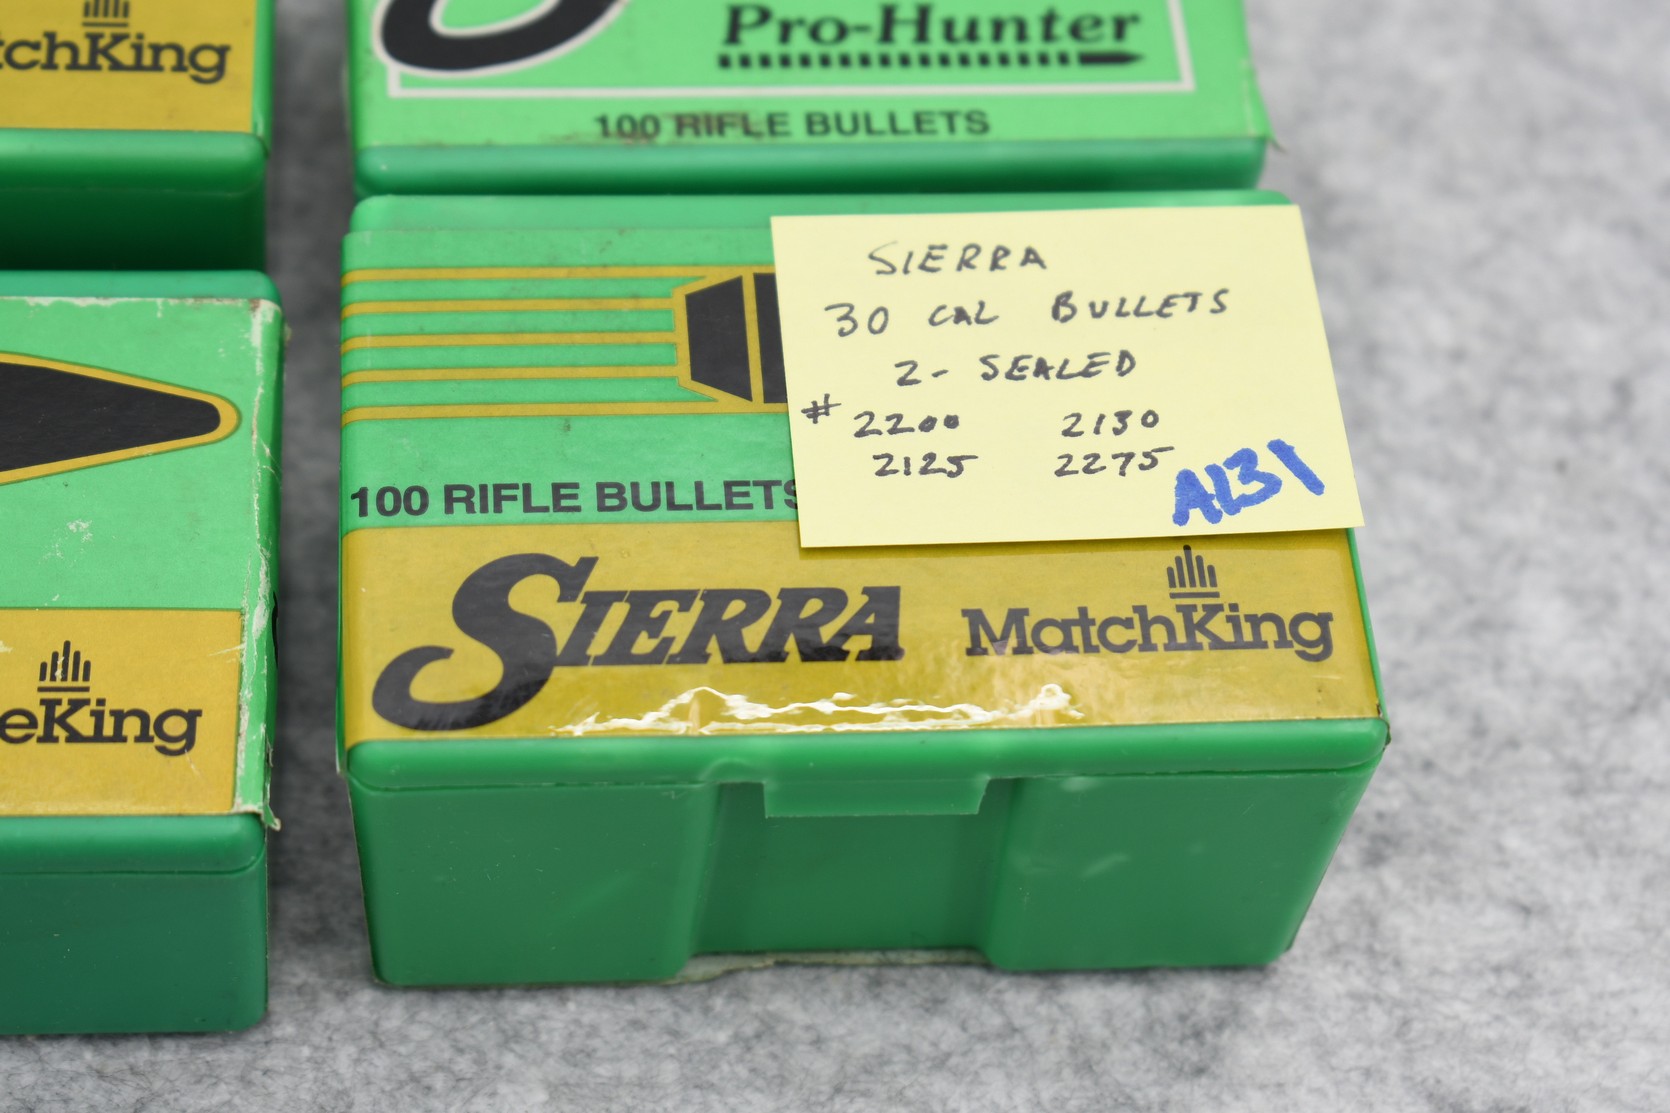 tchKing
Pro-Hunter
100 RIFLE BULLETS
SIERRA
30 CAL BULLETS
2- SEALED
# 2200 2130
2125 2275
A131
100 RIFLE BULLETS
SIERRA MatchKing
eKing